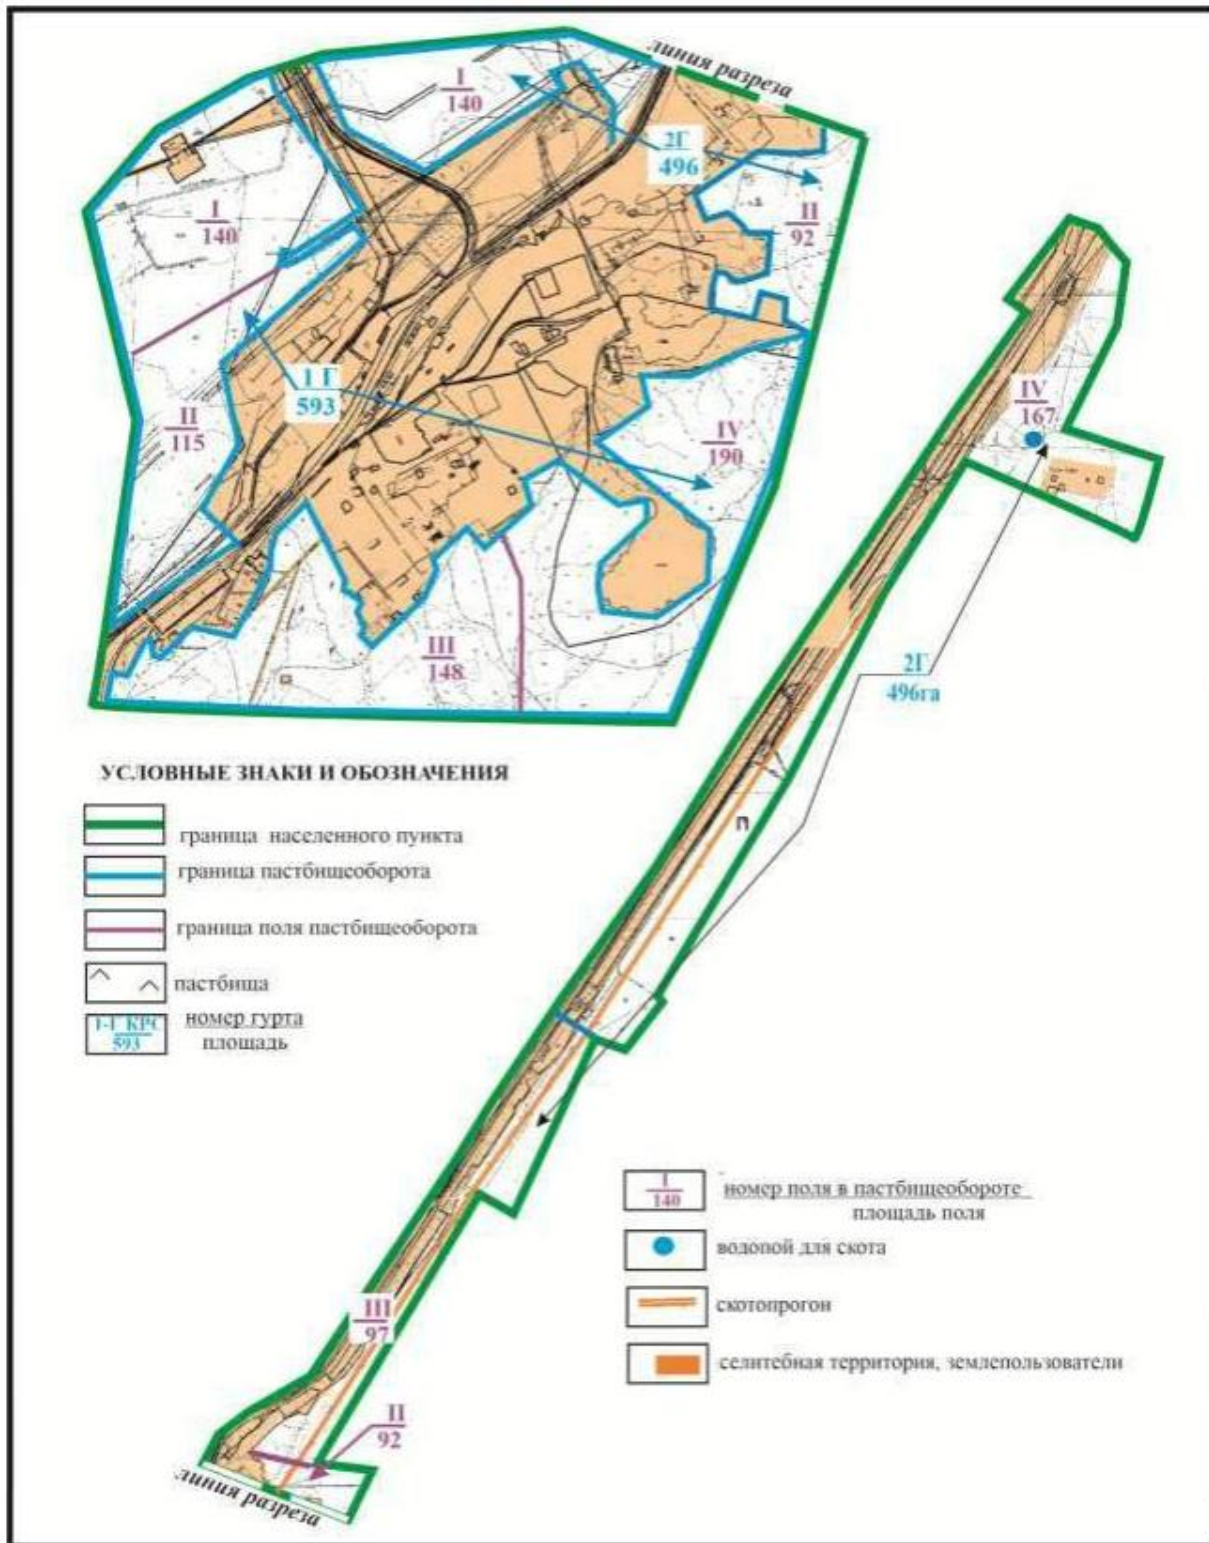 линия разреза
I
140
2Г
496
I
140
II
92
1 Г
593
II
115
IV
190
III
148
IV
167
2Г
496га
УСЛОВНЫЕ ЗНАКИ И ОБОЗНАЧЕНИЯ
граница населенного пункта
граница пастбищеоборота
граница поля пастбищеоборота
пастбища
593
номер гурта
площадь
I
140
номер поля в пастбищеобороте
площадь поля
водопой для скота
скотопрогон
селитебная территория, землепользователи
III
97
II
92
линия разреза